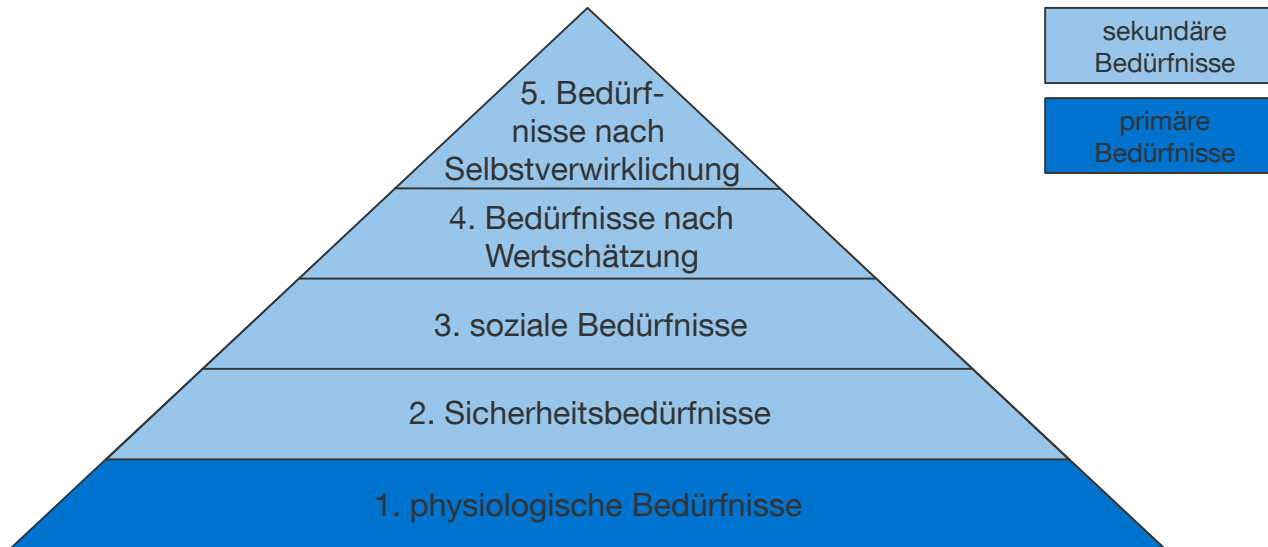 5. Bedürf-
nisse nach
Selbstverwirklichung
4. Bedürfnisse nach
Wertschätzung
3. soziale Bedürfnisse
2. Sicherheitsbedürfnisse
1. physiologische Bedürfnisse
sekundäre
Bedürfnisse
primäre
Bedürfnisse